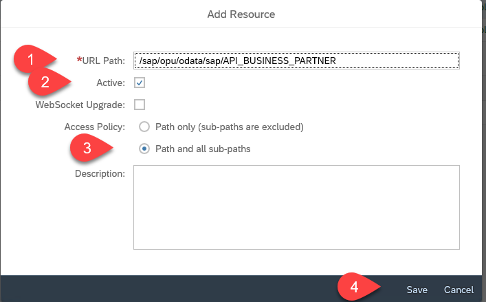 Add Resource
1 *URL Path: /sap/opu/odata/sap/API_BUSINESS_PARTNER
2 Active:
WebSocket Upgrade:
Access Policy: Path only (sub-paths are excluded)
3 Path and all sub-paths
Description:
4 Save Cancel